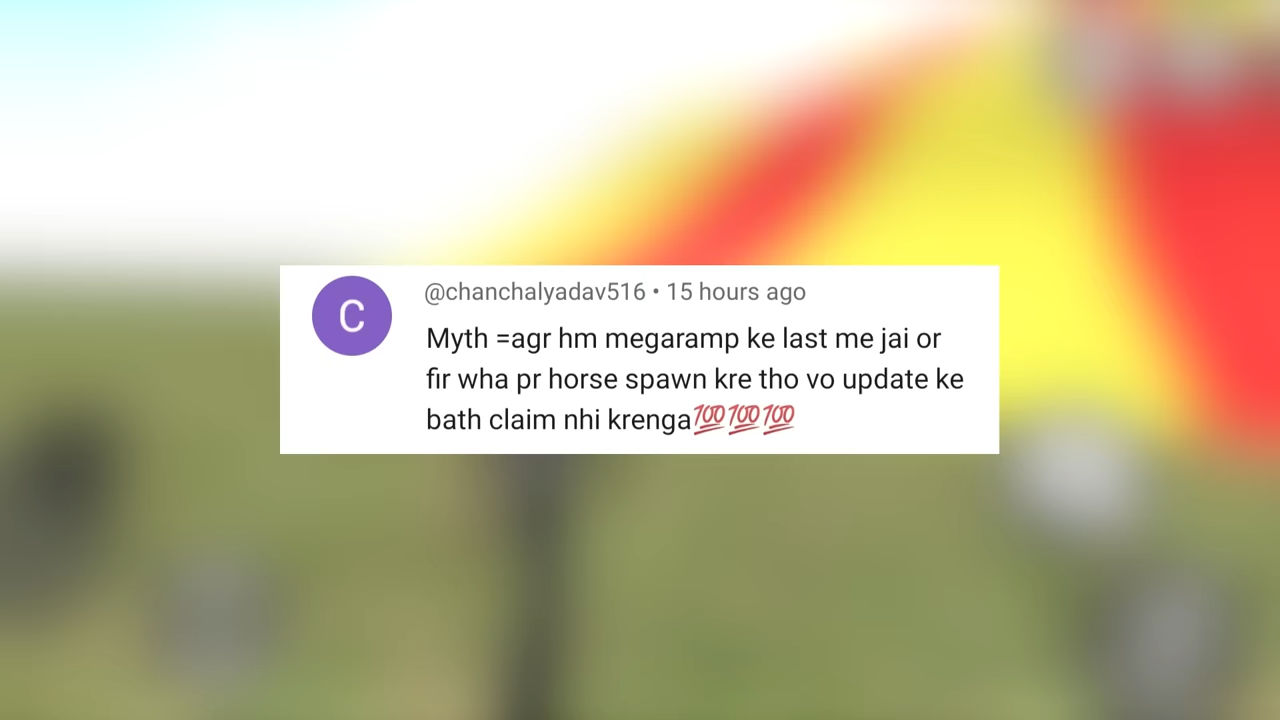 @chanchalyadav516 • 15 hours ago
Myth =agr hm megaramp ke last me jai or
fir wha pr horse spawn kre tho vo update ke
bath claim nhi krenga💯💯💯